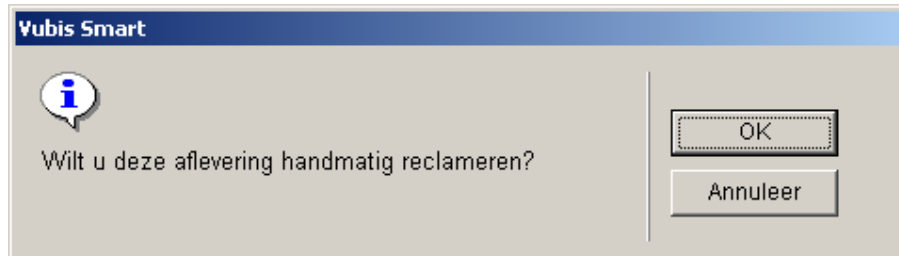 Vubis Smart
Wilt u deze aflevering handmatig reclameren?
OK
Annuleer